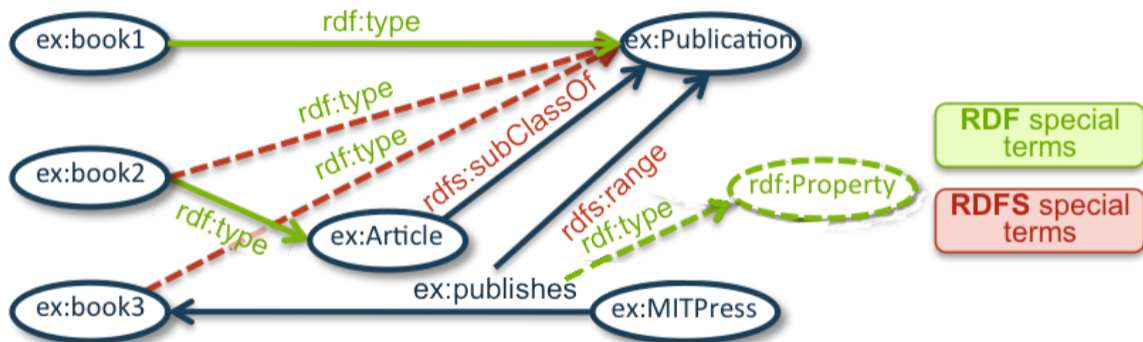 rdf:type
ex:book1
ex:Publication
rdf:type
rdf:type
rdfs:subClassOf
RDF special
terms
ex:book2
rdfs:range
rdf:Property
rdf:type
rdf:type
RDFS special
terms
ex:Article
ex:publishes
ex:book3
ex:MITPress